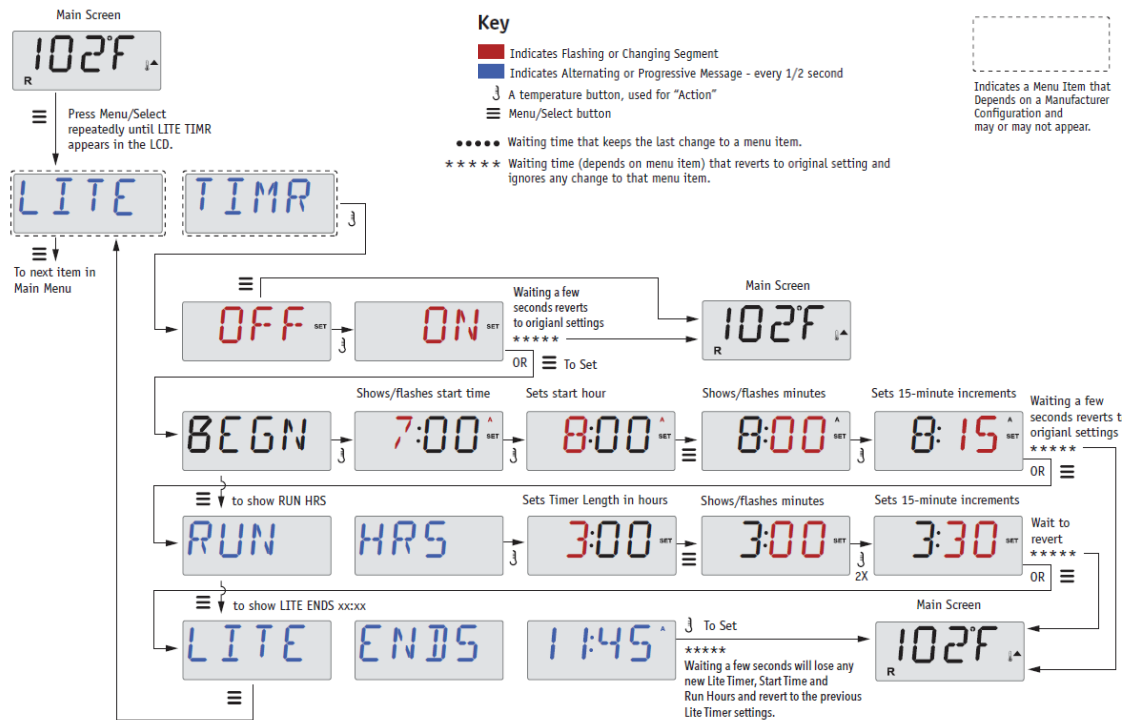 Main Screen
102°F
R
Press Menu/Select
repeatedly until LITE TIMR
appears in the LCD.
Key
Indicates Flashing or Changing Segment
Indicates Alternating or Progressive Message - every 1/2 second
A temperature button, used for “Action”
Menu/Select button
••••• Waiting time that keeps the last change to a menu item.
***** Waiting time (depends on menu item) that reverts to original setting and
ignores any change to that menu item.
Indicates a Menu Item that
Depends on a Manufacturer
Configuration and
may or may not appear.
LITE TIMR
To next item in
Main Menu
OFF SET
ON SET
Waiting a few
seconds reverts
to origianl settings
*****
OR To Set
Main Screen
102°F
R
Shows/flashes start time
Sets start hour
Shows/flashes minutes
Sets 15-minute increments
BEGN
7:00 A SET
8:00 A SET
8:00 A SET
8:15 A SET
Waiting a few
seconds reverts t
origianl settings
*****
OR
to show RUN HRS
Sets Timer Length in hours
Shows/flashes minutes
Sets 15-minute increments
RUN HRS
3:00 SET
3:00 SET
2X
3:30 SET
Wait to
revert
*****
OR
to show LITE ENDS xx:xx
LITE ENDS 11:45 A
To Set
*****
Waiting a few seconds will lose any
new Lite Timer, Start Time and
Run Hours and revert to the previous
Lite Timer settings.
Main Screen
102°F
R